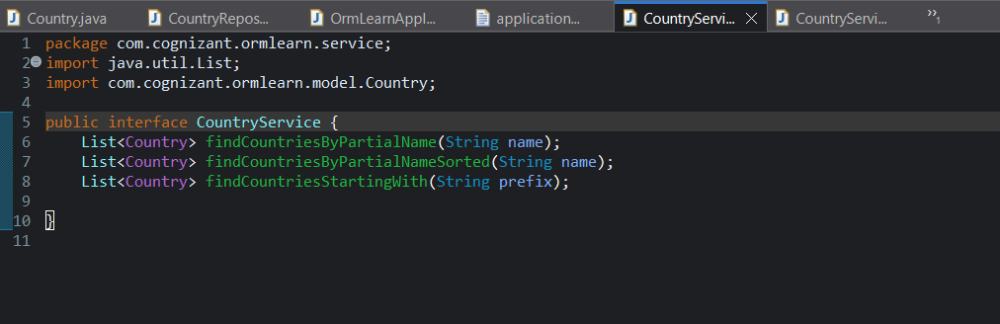 Country.java CountryRepos... OrmLearnAppl... application... CountryServi... CountryServi... »1
1 package com.cognizant.ormlearn.service;
2 import java.util.List;
3 import com.cognizant.ormlearn.model.Country;
4
5 public interface CountryService {
6     List<Country> findCountriesByPartialName(String name);
7     List<Country> findCountriesByPartialNameSorted(String name);
8     List<Country> findCountriesStartingWith(String prefix);
9
10 }
11